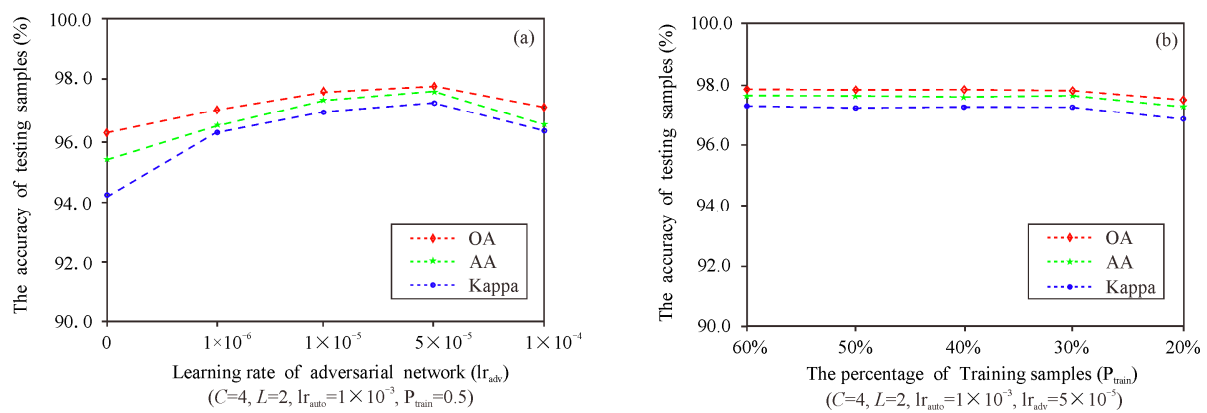 The accuracy of testing samples (%)
100.0
98.0
96.0
94.0
92.0
90.0
(a)
OA
AA
Kappa
0
1×10⁻⁶
1×10⁻⁵
5×10⁻⁵
1×10⁻⁴
Learning rate of adversarial network (lr_adv)
(C=4, L=2, lr_auto=1×10⁻³, P_train=0.5)
The accuracy of testing samples (%)
100.0
98.0
96.0
94.0
92.0
90.0
(b)
OA
AA
Kappa
60%
50%
40%
30%
20%
The percentage of Training samples (P_train)
(C=4, L=2, lr_auto=1×10⁻³, lr_adv=5×10⁻⁵)